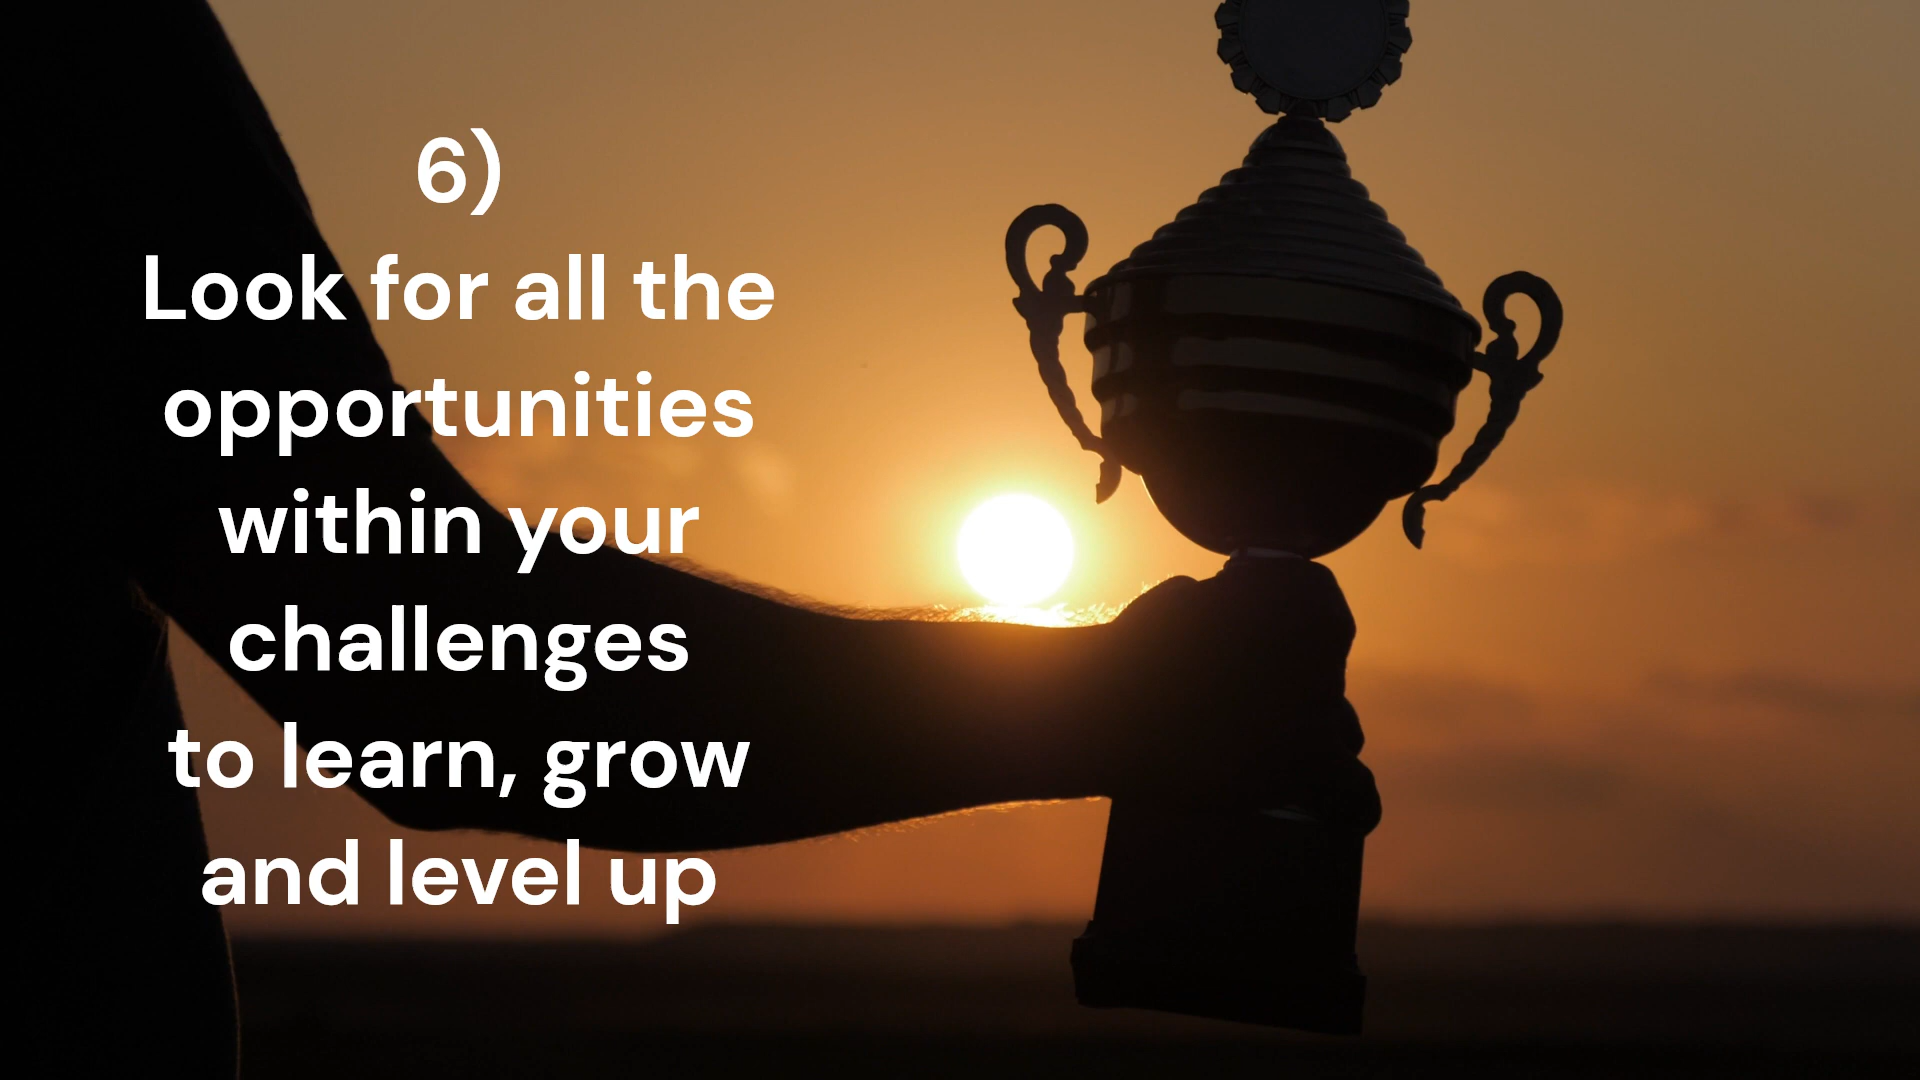 6)
Look for all the
opportunities
within your
challenges
to learn, grow
and level up